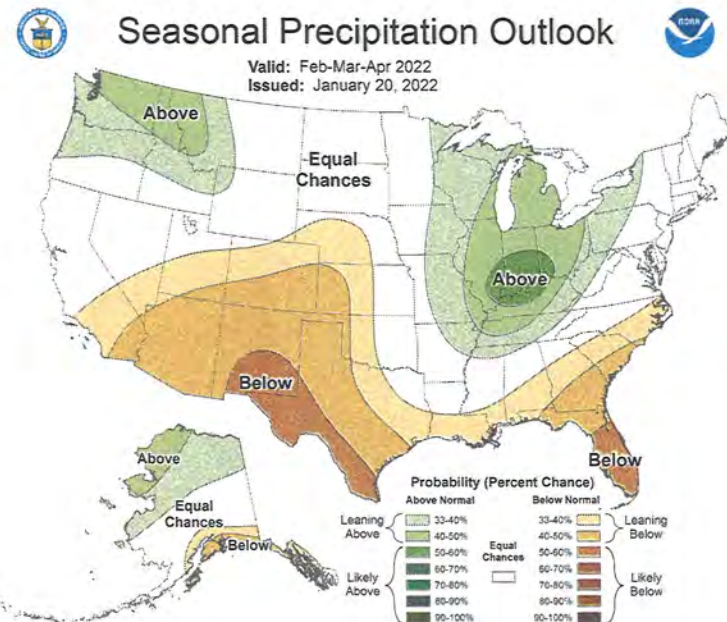 NOAA
Seasonal Precipitation Outlook
Valid: Feb-Mar-Apr 2022
Issued: January 20, 2022
Above
Equal
Chances
Above
Below
Below
Above
Equal
Chances
Below
Probability (Percent Chance)
Above Normal
Below Normal
Leaning
Above
33-40%
40-50%
Likely
Above
50-60%
60-70%
70-80%
80-90%
90-100%
Equal
Chances
33-40%
40-50%
Leaning
Below
50-60%
60-70%
70-80%
80-90%
90-100%
Likely
Below